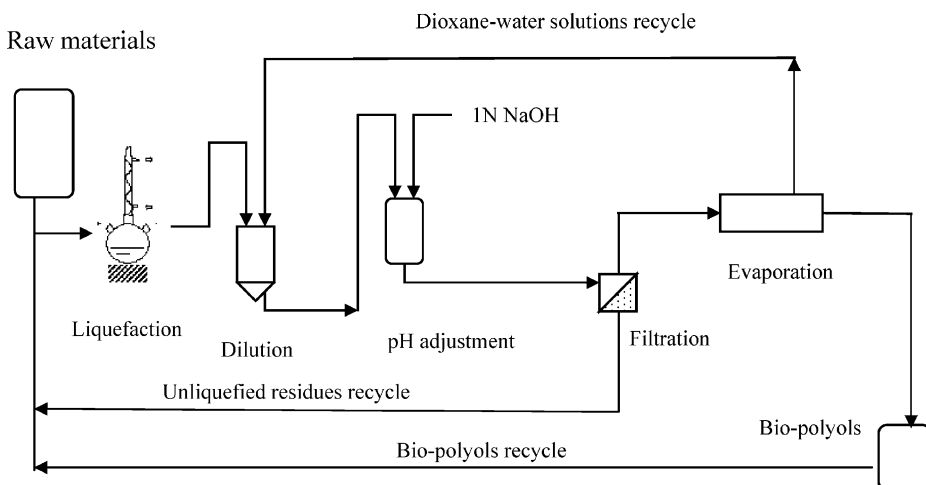 Dioxane-water solutions recycle
Raw materials
1N NaOH
Evaporation
Liquefaction
Dilution
pH adjustment
Filtration
Unliquefied residues recycle
Bio-polyols
Bio-polyols recycle